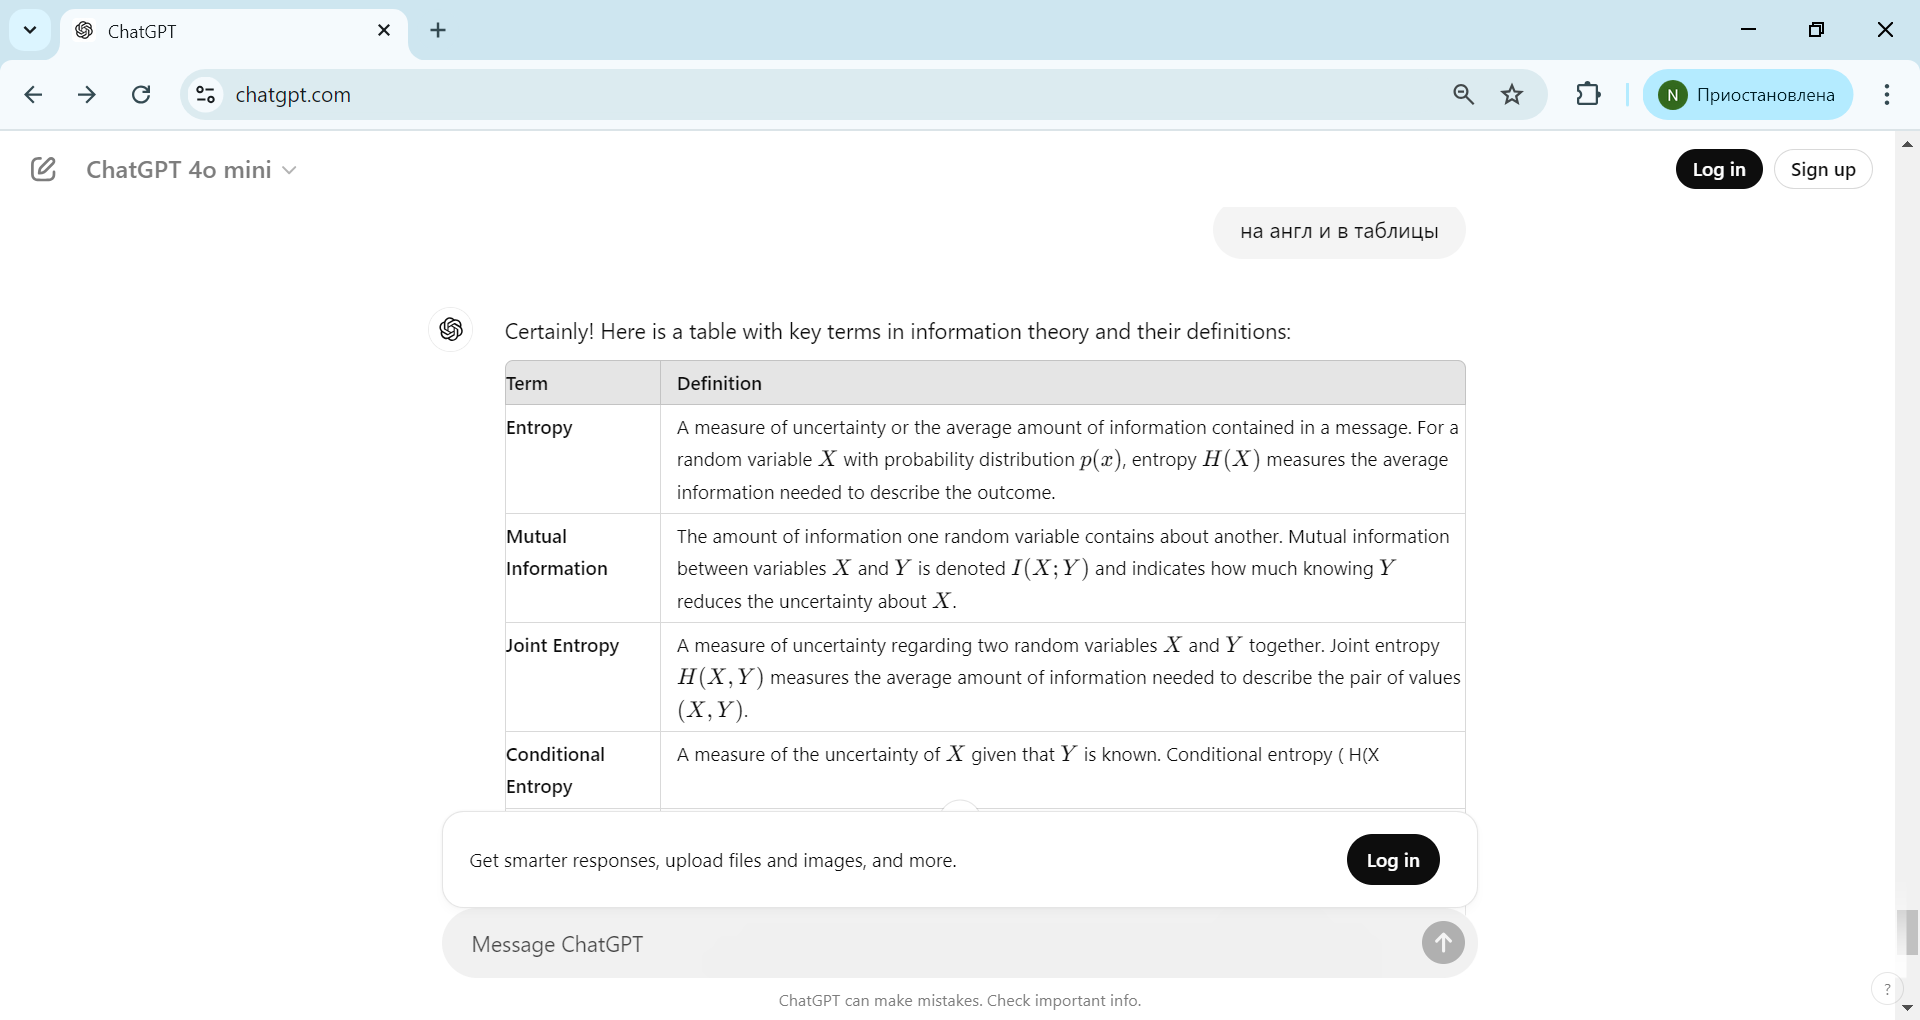 ChatGPT
chatgpt.com
N Приостановлена
ChatGPT 4o mini
Log in
Sign up
на англ и в таблицы
Certainly! Here is a table with key terms in information theory and their definitions:
Term Definition
Entropy
A measure of uncertainty or the average amount of information contained in a message. For a
random variable X with probability distribution p(x), entropy H(X) measures the average
information needed to describe the outcome.
Mutual
Information
The amount of information one random variable contains about another. Mutual information
between variables X and Y is denoted I(X; Y) and indicates how much knowing Y
reduces the uncertainty about X.
Joint Entropy
A measure of uncertainty regarding two random variables X and Y together. Joint entropy
H(X, Y) measures the average amount of information needed to describe the pair of values
(X, Y).
Conditional
Entropy
A measure of the uncertainty of X given that Y is known. Conditional entropy ( H(X
Get smarter responses, upload files and images, and more.
Log in
Message ChatGPT
ChatGPT can make mistakes. Check important info.
?